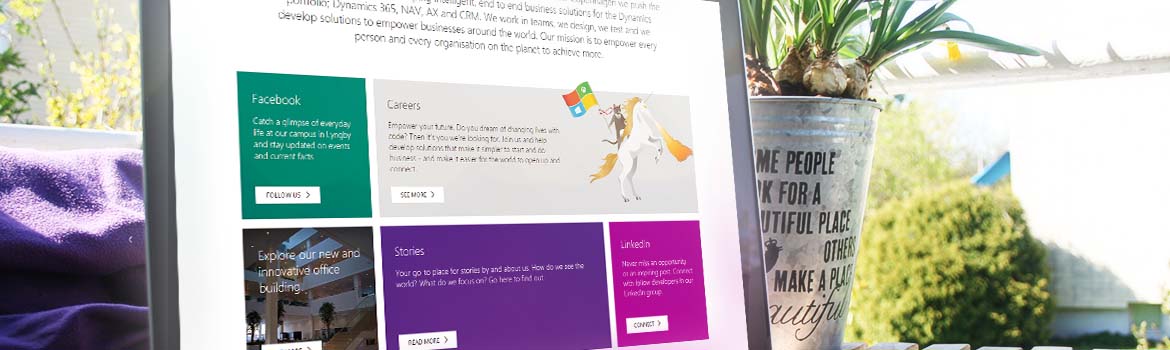 we push the
intelligent, end to end business solutions for the Dynamics
portfolio; Dynamics 365, NAV, AX and CRM. We work in teams, we design, we test and we
develop solutions to empower businesses around the world. Our mission is to empower every
person and every organisation on the planet to achieve more.
Facebook
Catch a glimpse of everyday
life at our campus in Lyngby
and stay updated on events
and current facts.
FOLLOW US >
Careers
Empower your future. Do you dream of changing lives with
code? Then it's you we're looking for. Join us and help
develop solutions that make it simpler to start and do
business - and make it easer for the world to open up and
connect.
SEE MORE >
Explore our new and
innovative office
building
Stories
Your go to place for stories by and about us. How do we see the
world? What do we focus on? Go here to find out.
READ MORE >
LinkedIn
Never miss an opportunity
or an inspiring post. Connect
with fellow developers in our
LinkedIn group.
CONNECT >
ME PEOPLE
K FOR A
UTIFUL PLACE
OTHERS
MAKE A PLACE
autiful